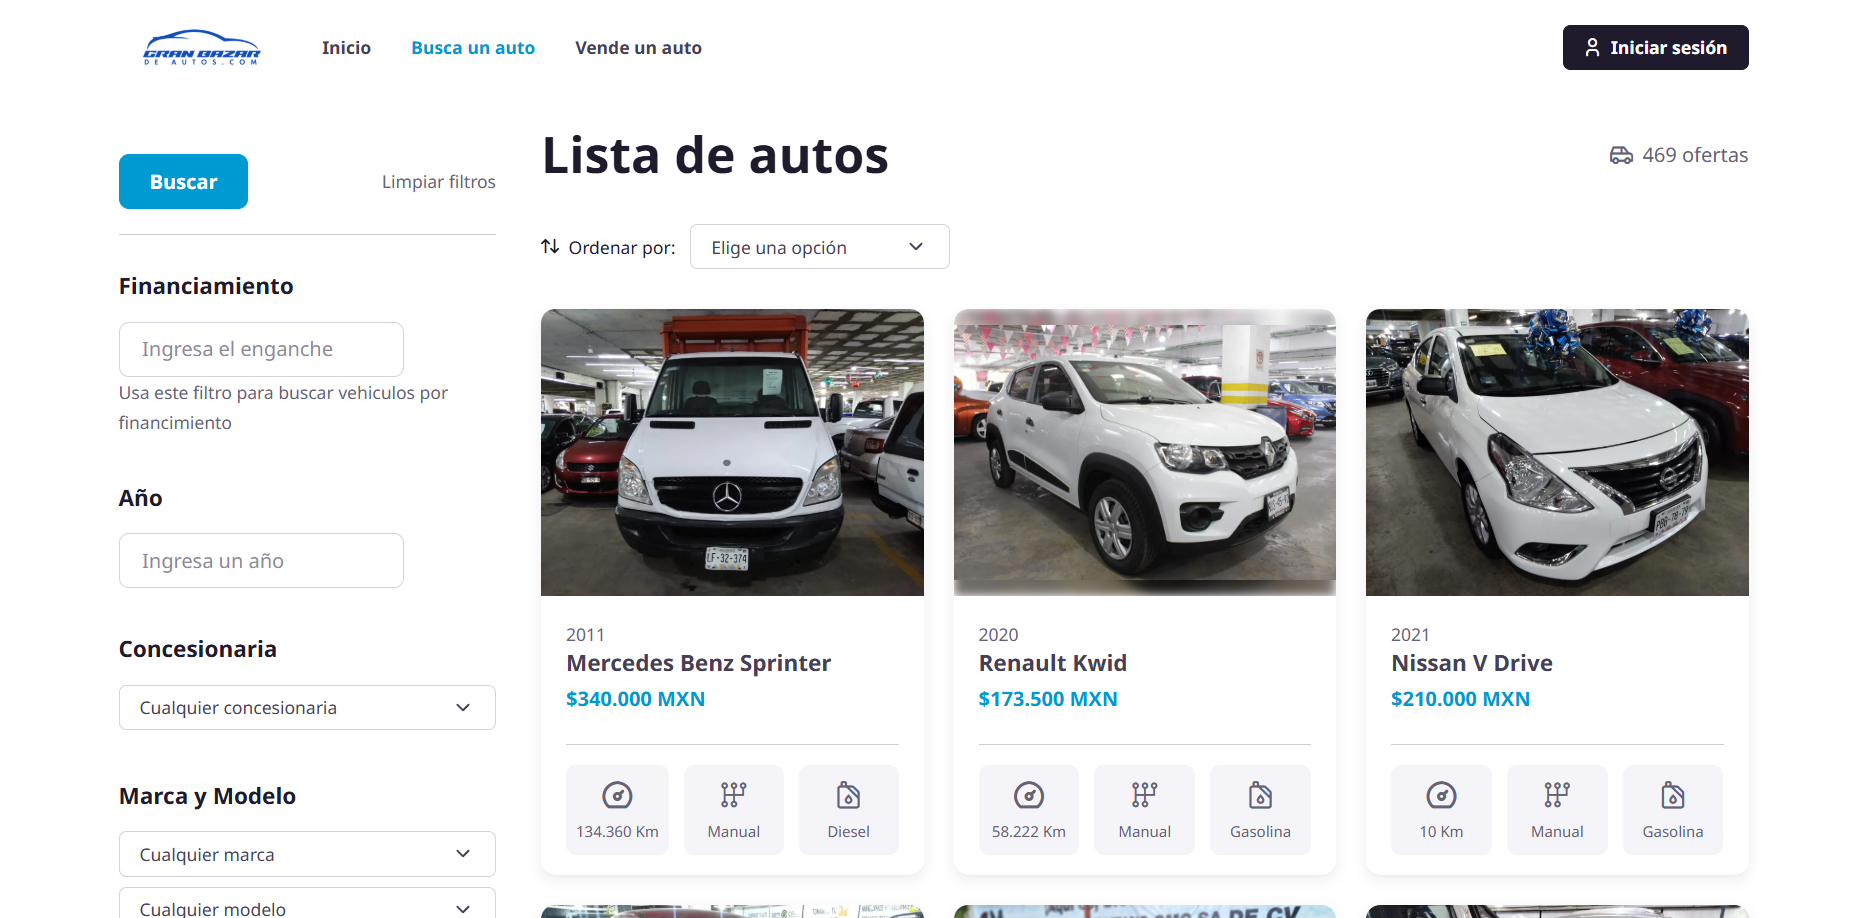 GRAN BAZAR
DE AUTOS.COM
Inicio
Busca un auto
Vende un auto
Iniciar sesión
Buscar
Limpiar filtros
Financiamiento
Ingresa el enganche
Usa este filtro para buscar vehiculos por
financimiento
Año
Ingresa un año
Concesionaria
Cualquier concesionaria
Marca y Modelo
Cualquier marca
Cualquier modelo
Lista de autos
469 ofertas
Ordenar por:
Elige una opción
LF-32-374
2011
Mercedes Benz Sprinter
$340.000 MXN
134.360 Km
Manual
Diesel
2020
Renault Kwid
$173.500 MXN
58.222 Km
Manual
Gasolina
2021
Nissan V Drive
$210.000 MXN
10 Km
Manual
Gasolina